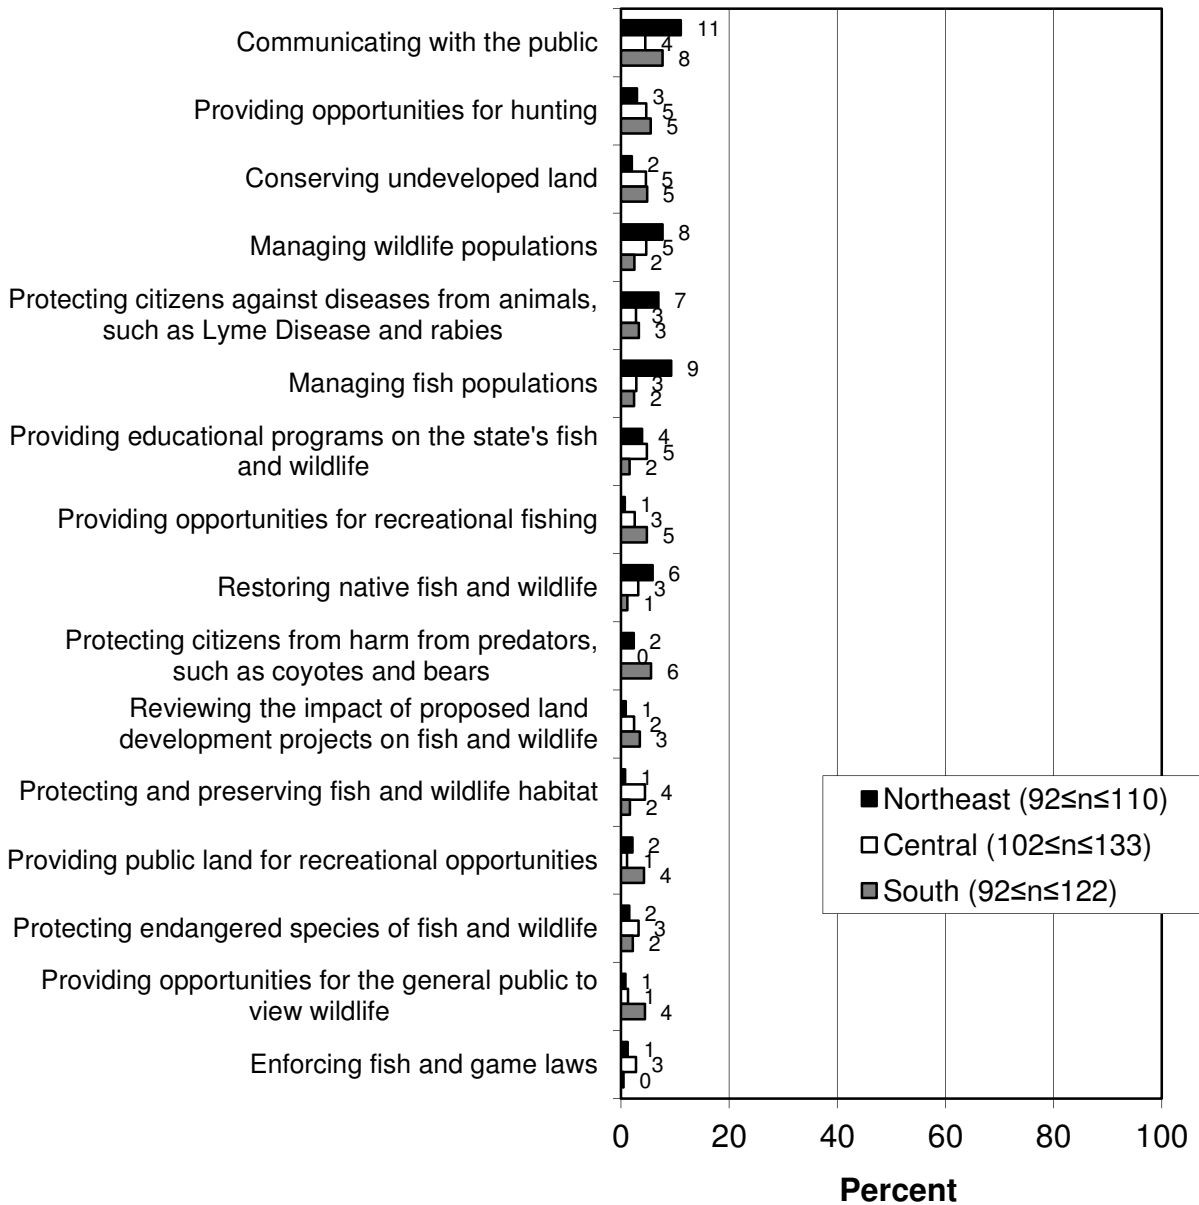 Communicating with the public
11
4
8
Providing opportunities for hunting
3
5
5
Conserving undeveloped land
2
5
5
Managing wildlife populations
8
5
2
Protecting citizens against diseases from animals,
such as Lyme Disease and rabies
7
3
3
Managing fish populations
9
3
2
Providing educational programs on the state's fish
and wildlife
4
5
2
Providing opportunities for recreational fishing
1
3
5
Restoring native fish and wildlife
6
3
1
Protecting citizens from harm from predators,
such as coyotes and bears
2
0
6
Reviewing the impact of proposed land
development projects on fish and wildlife
1
2
3
Protecting and preserving fish and wildlife habitat
1
4
2
Providing public land for recreational opportunities
2
1
4
Protecting endangered species of fish and wildlife
2
3
2
Providing opportunities for the general public to
view wildlife
1
1
4
Enforcing fish and game laws
1
3
0
Northeast (92≤n≤110)
Central (102≤n≤133)
South (92≤n≤122)
0 20 40 60 80 100
Percent